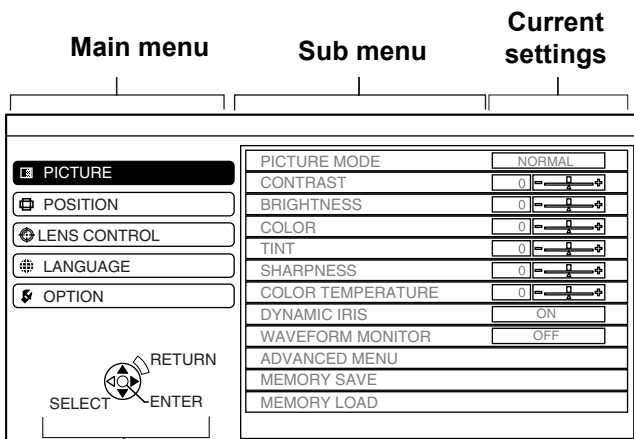 Main menu
Sub menu
Current settings
PICTURE
POSITION
LENS CONTROL
LANGUAGE
OPTION
RETURN
SELECT
ENTER
PICTURE MODE NORMAL
CONTRAST 0
BRIGHTNESS 0
COLOR 0
TINT 0
SHARPNESS 0
COLOR TEMPERATURE 0
DYNAMIC IRIS ON
WAVEFORM MONITOR OFF
ADVANCED MENU
MEMORY SAVE
MEMORY LOAD